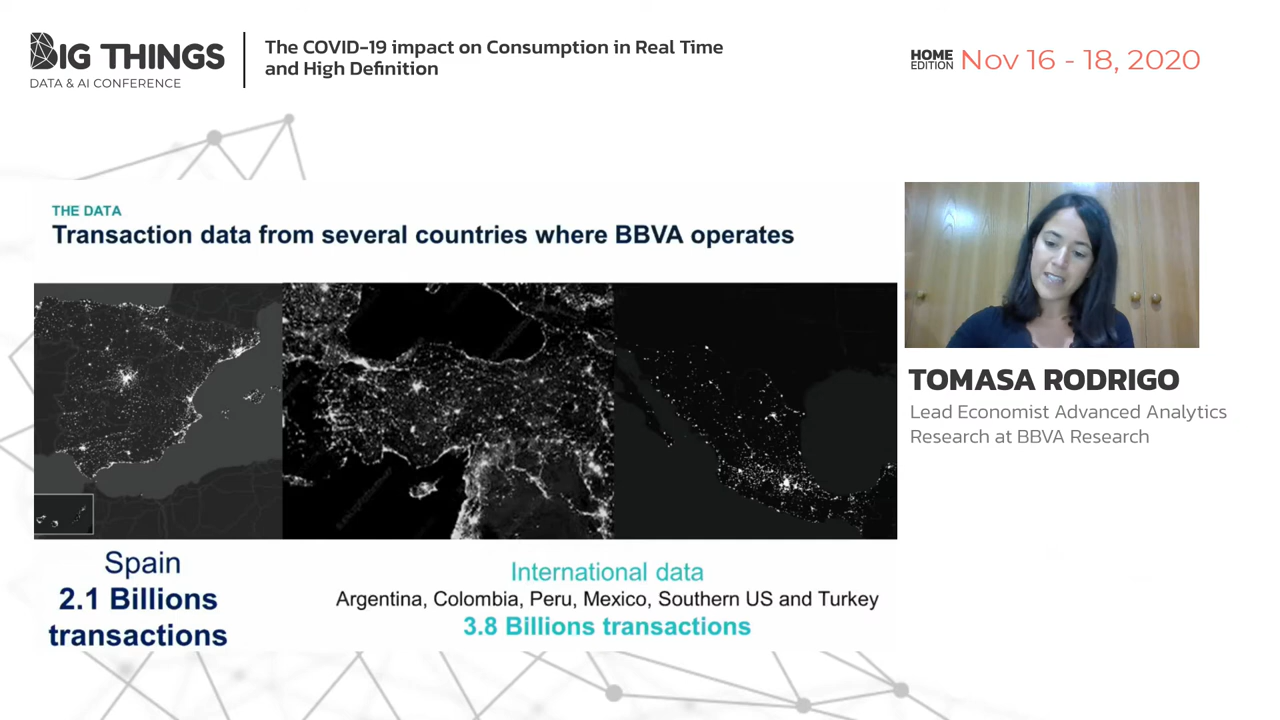 BIG THINGS
DATA & AI CONFERENCE
The COVID-19 impact on Consumption in Real Time
and High Definition
HOME
EDITION
Nov 16 - 18, 2020
THE DATA
Transaction data from several countries where BBVA operates
TOMASA RODRIGO
Lead Economist Advanced Analytics
Research at BBVA Research
Spain
2.1 Billions
transactions
International data
Argentina, Colombia, Peru, Mexico, Southern US and Turkey
3.8 Billions transactions